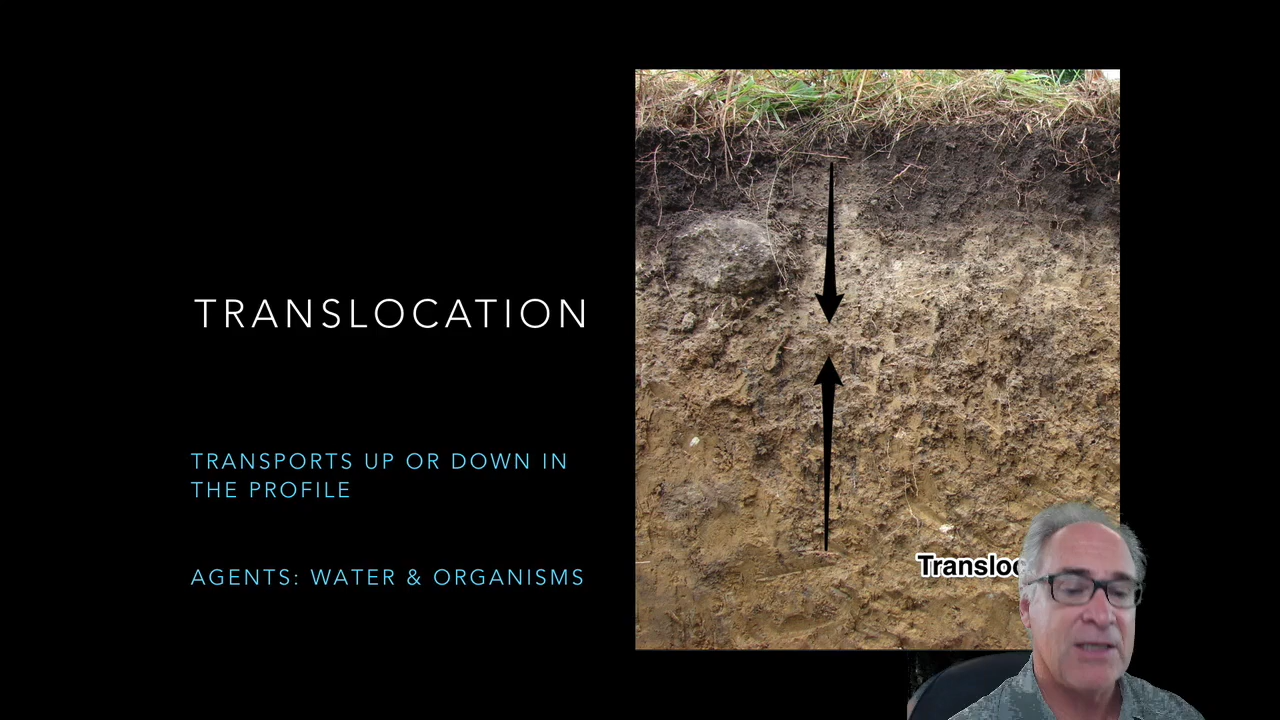 TRANSLOCATION
TRANSPORTS UP OR DOWN IN
THE PROFILE
AGENTS: WATER & ORGANISMS